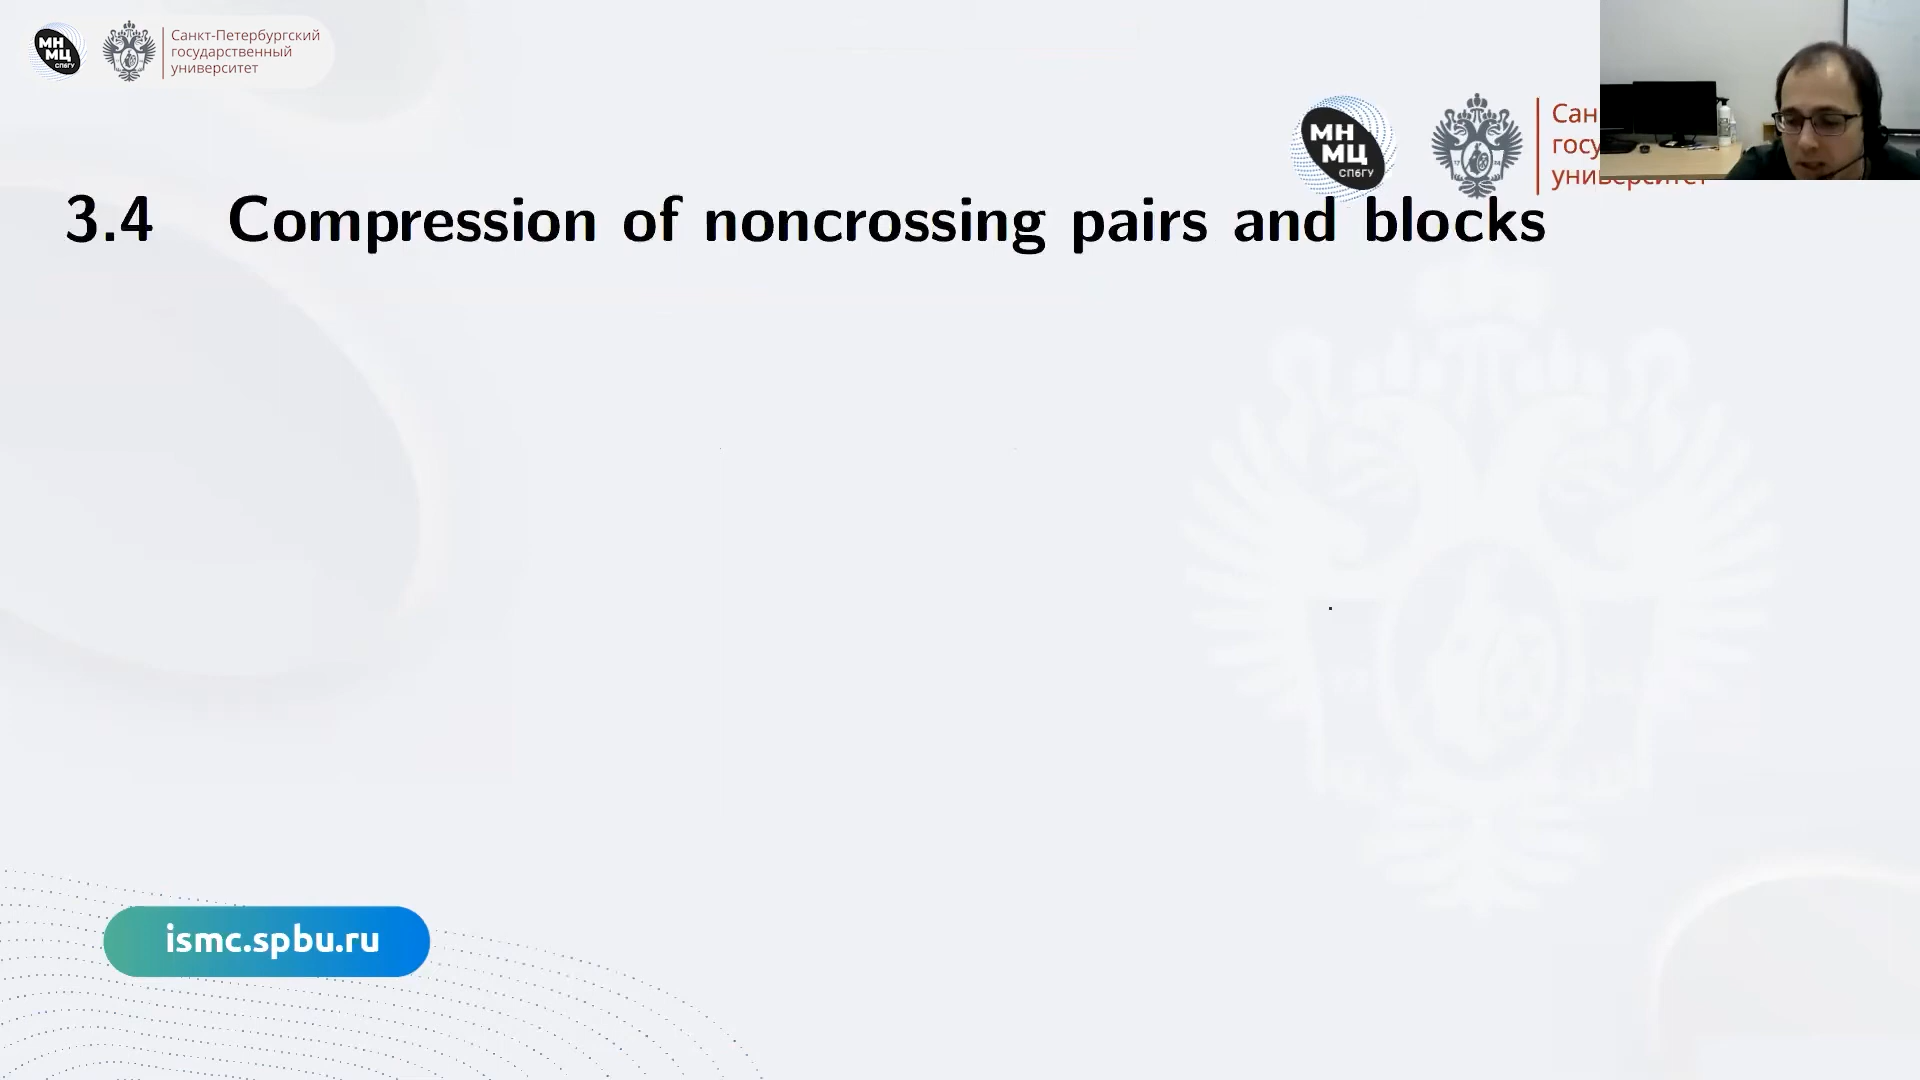 МН
МЦ
СПбГУ
Санкт-Петербургский
государственный
университет
МН
МЦ
СПбГУ
Сан
госу
университет
3.4 Compression of noncrossing pairs and blocks
ismc.spbu.ru